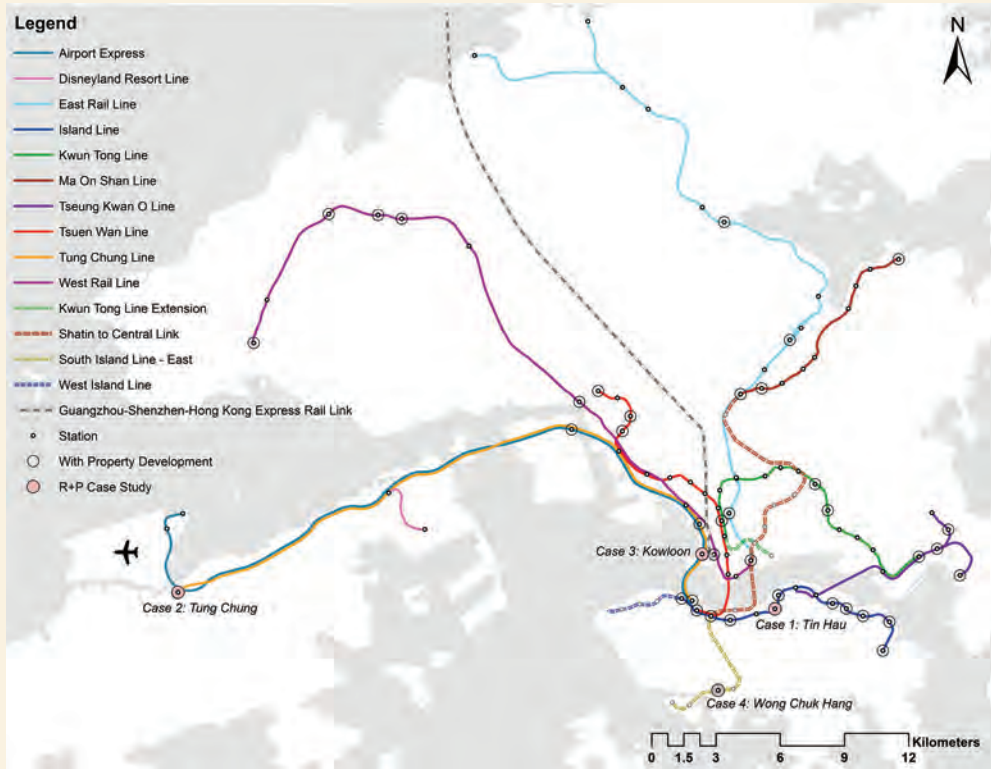 Legend
Airport Express
Disneyland Resort Line
East Rail Line
Island Line
Kwun Tong Line
Ma On Shan Line
Tseung Kwan O Line
Tsuen Wan Line
Tung Chung Line
West Rail Line
Kwun Tong Line Extension
Shatin to Central Link
South Island Line - East
West Island Line
Guangzhou-Shenzhen-Hong Kong Express Rail Link
Station
With Property Development
R+P Case Study
N
Case 3: Kowloon
Case 2: Tung Chung
Case 1: Tin Hau
Case 4: Wong Chuk Hang
Kilometers
0 1.5 3 6 9 12